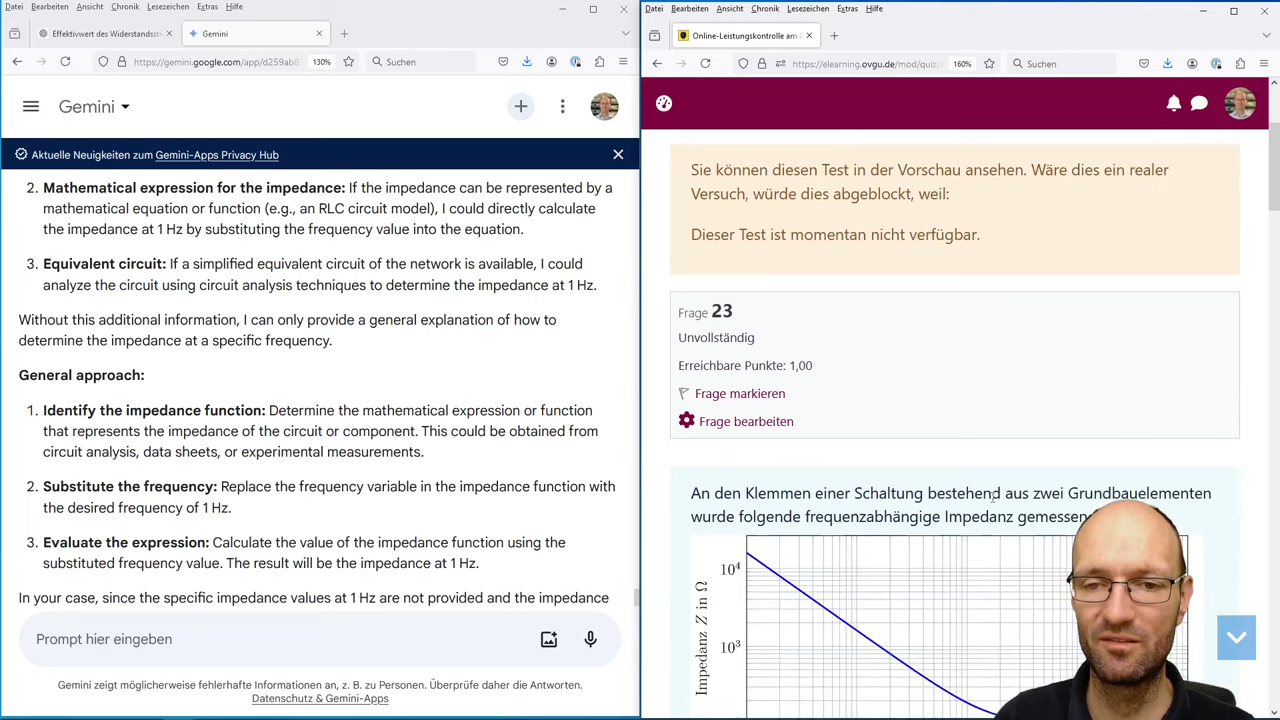 Datei Bearbeiten Ansicht Chronik Lesezeichen Extras Hilfe
Effektivwert des Widerstandsst
Gemini
https://gemini.google.com/app/d259ab8
130%
Suchen
Gemini
Aktuelle Neuigkeiten zum Gemini-Apps Privacy Hub
2. Mathematical expression for the impedance: If the impedance can be represented by a
mathematical equation or function (e.g., an RLC circuit model), I could directly calculate
the impedance at 1 Hz by substituting the frequency value into the equation.
3. Equivalent circuit: If a simplified equivalent circuit of the network is available, I could
analyze the circuit using circuit analysis techniques to determine the impedance at 1 Hz.
Without this additional information, I can only provide a general explanation of how to
determine the impedance at a specific frequency.
General approach:
1. Identify the impedance function: Determine the mathematical expression or function
that represents the impedance of the circuit or component. This could be obtained from
circuit analysis, data sheets, or experimental measurements.
2. Substitute the frequency: Replace the frequency variable in the impedance function with
the desired frequency of 1 Hz.
3. Evaluate the expression: Calculate the value of the impedance function using the
substituted frequency value. The result will be the impedance at 1 Hz.
In your case, since the specific impedance values at 1 Hz are not provided and the impedance
Prompt hier eingeben
Gemini zeigt möglicherweise fehlerhafte Informationen an, z. B. zu Personen. Überprüfe daher die Antworten.
Datenschutz & Gemini-Apps
Datei Bearbeiten Ansicht Chronik Lesezeichen Extras Hilfe
Online-Leistungskontrolle am
https://elearning.ovgu.de/mod/quiz
160%
Suchen
Sie können diesen Test in der Vorschau ansehen. Wäre dies ein realer
Versuch, würde dies abgeblockt, weil:
Dieser Test ist momentan nicht verfügbar.
Frage 23
Unvollständig
Erreichbare Punkte: 1,00
Frage markieren
Frage bearbeiten
An den Klemmen einer Schaltung bestehend aus zwei Grundbauelementen
wurde folgende frequenzabhängige Impedanz gemessen
10⁴
10³
Impedanz Z in Ω